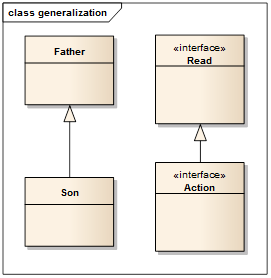 class generalization
Father
Son
«interface»
Read
«interface»
Action